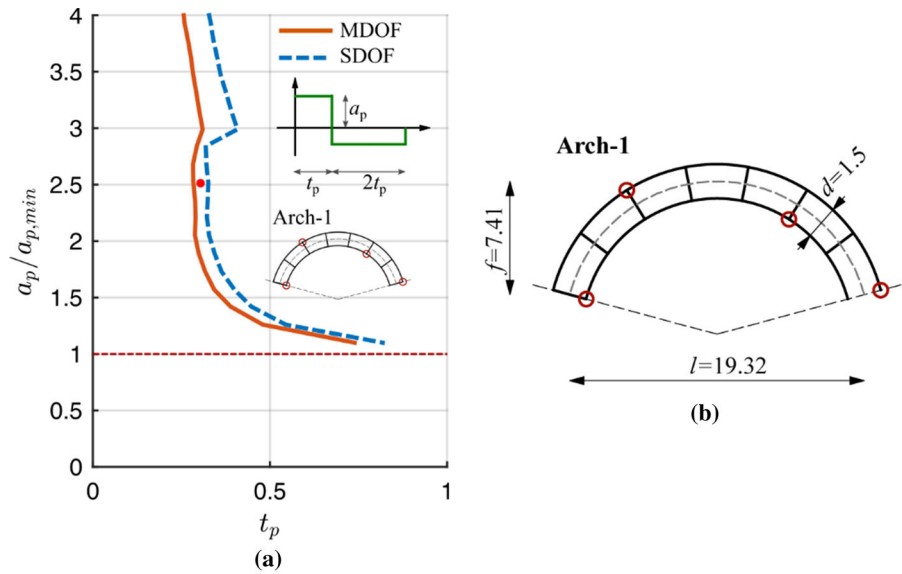 4
3.5
3
2.5
2
1.5
1
0.5
0
a_p/a_{p,min}
MDOF
SDOF
a_p
t_p 2t_p
Arch-1
0 0.5 1
t_p
(a)
Arch-1
d=1.5
f=7.41
l=19.32
(b)